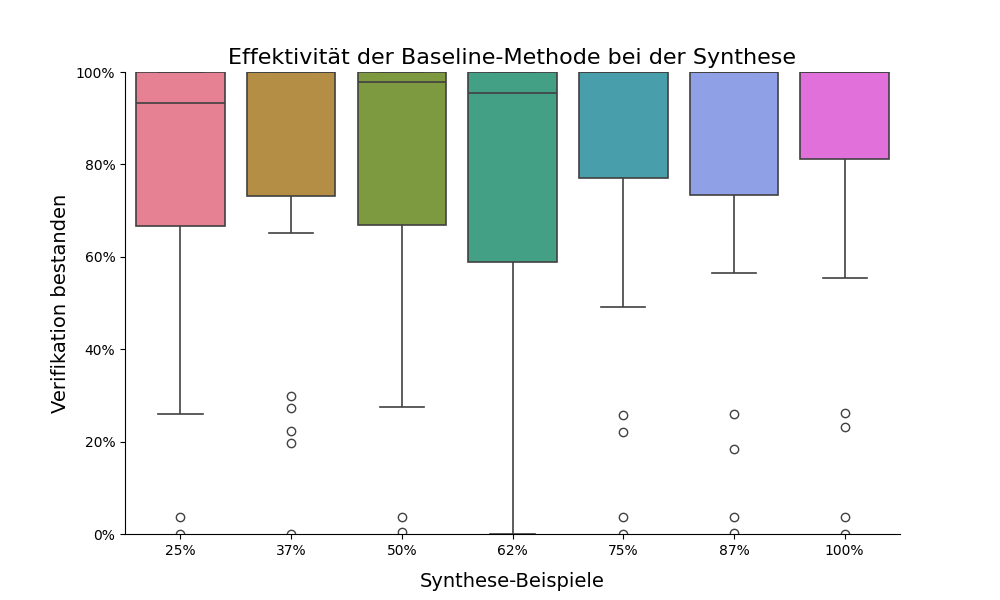 Effektivität der Baseline-Methode bei der Synthese
100%
80%
60%
40%
20%
0%
Verifikation bestanden
25% 37% 50% 62% 75% 87% 100%
Synthese-Beispiele